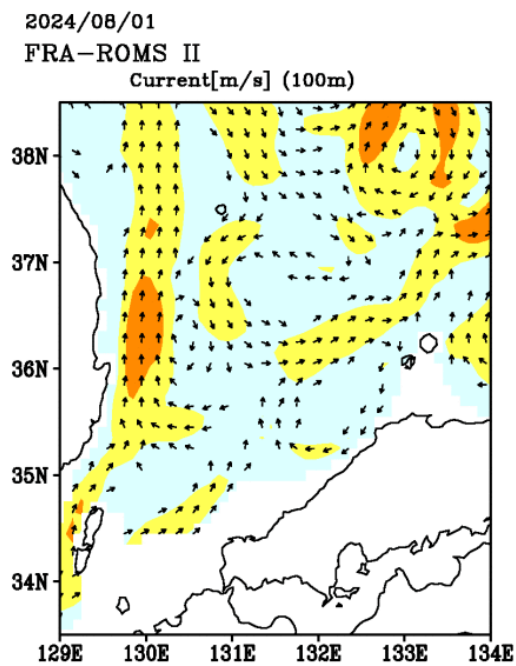 2024/08/01
FRA-ROMS II
Current[m/s] (100m)
38N
37N
36N
35N
34N
129E 130E 131E 132E 133E 134E